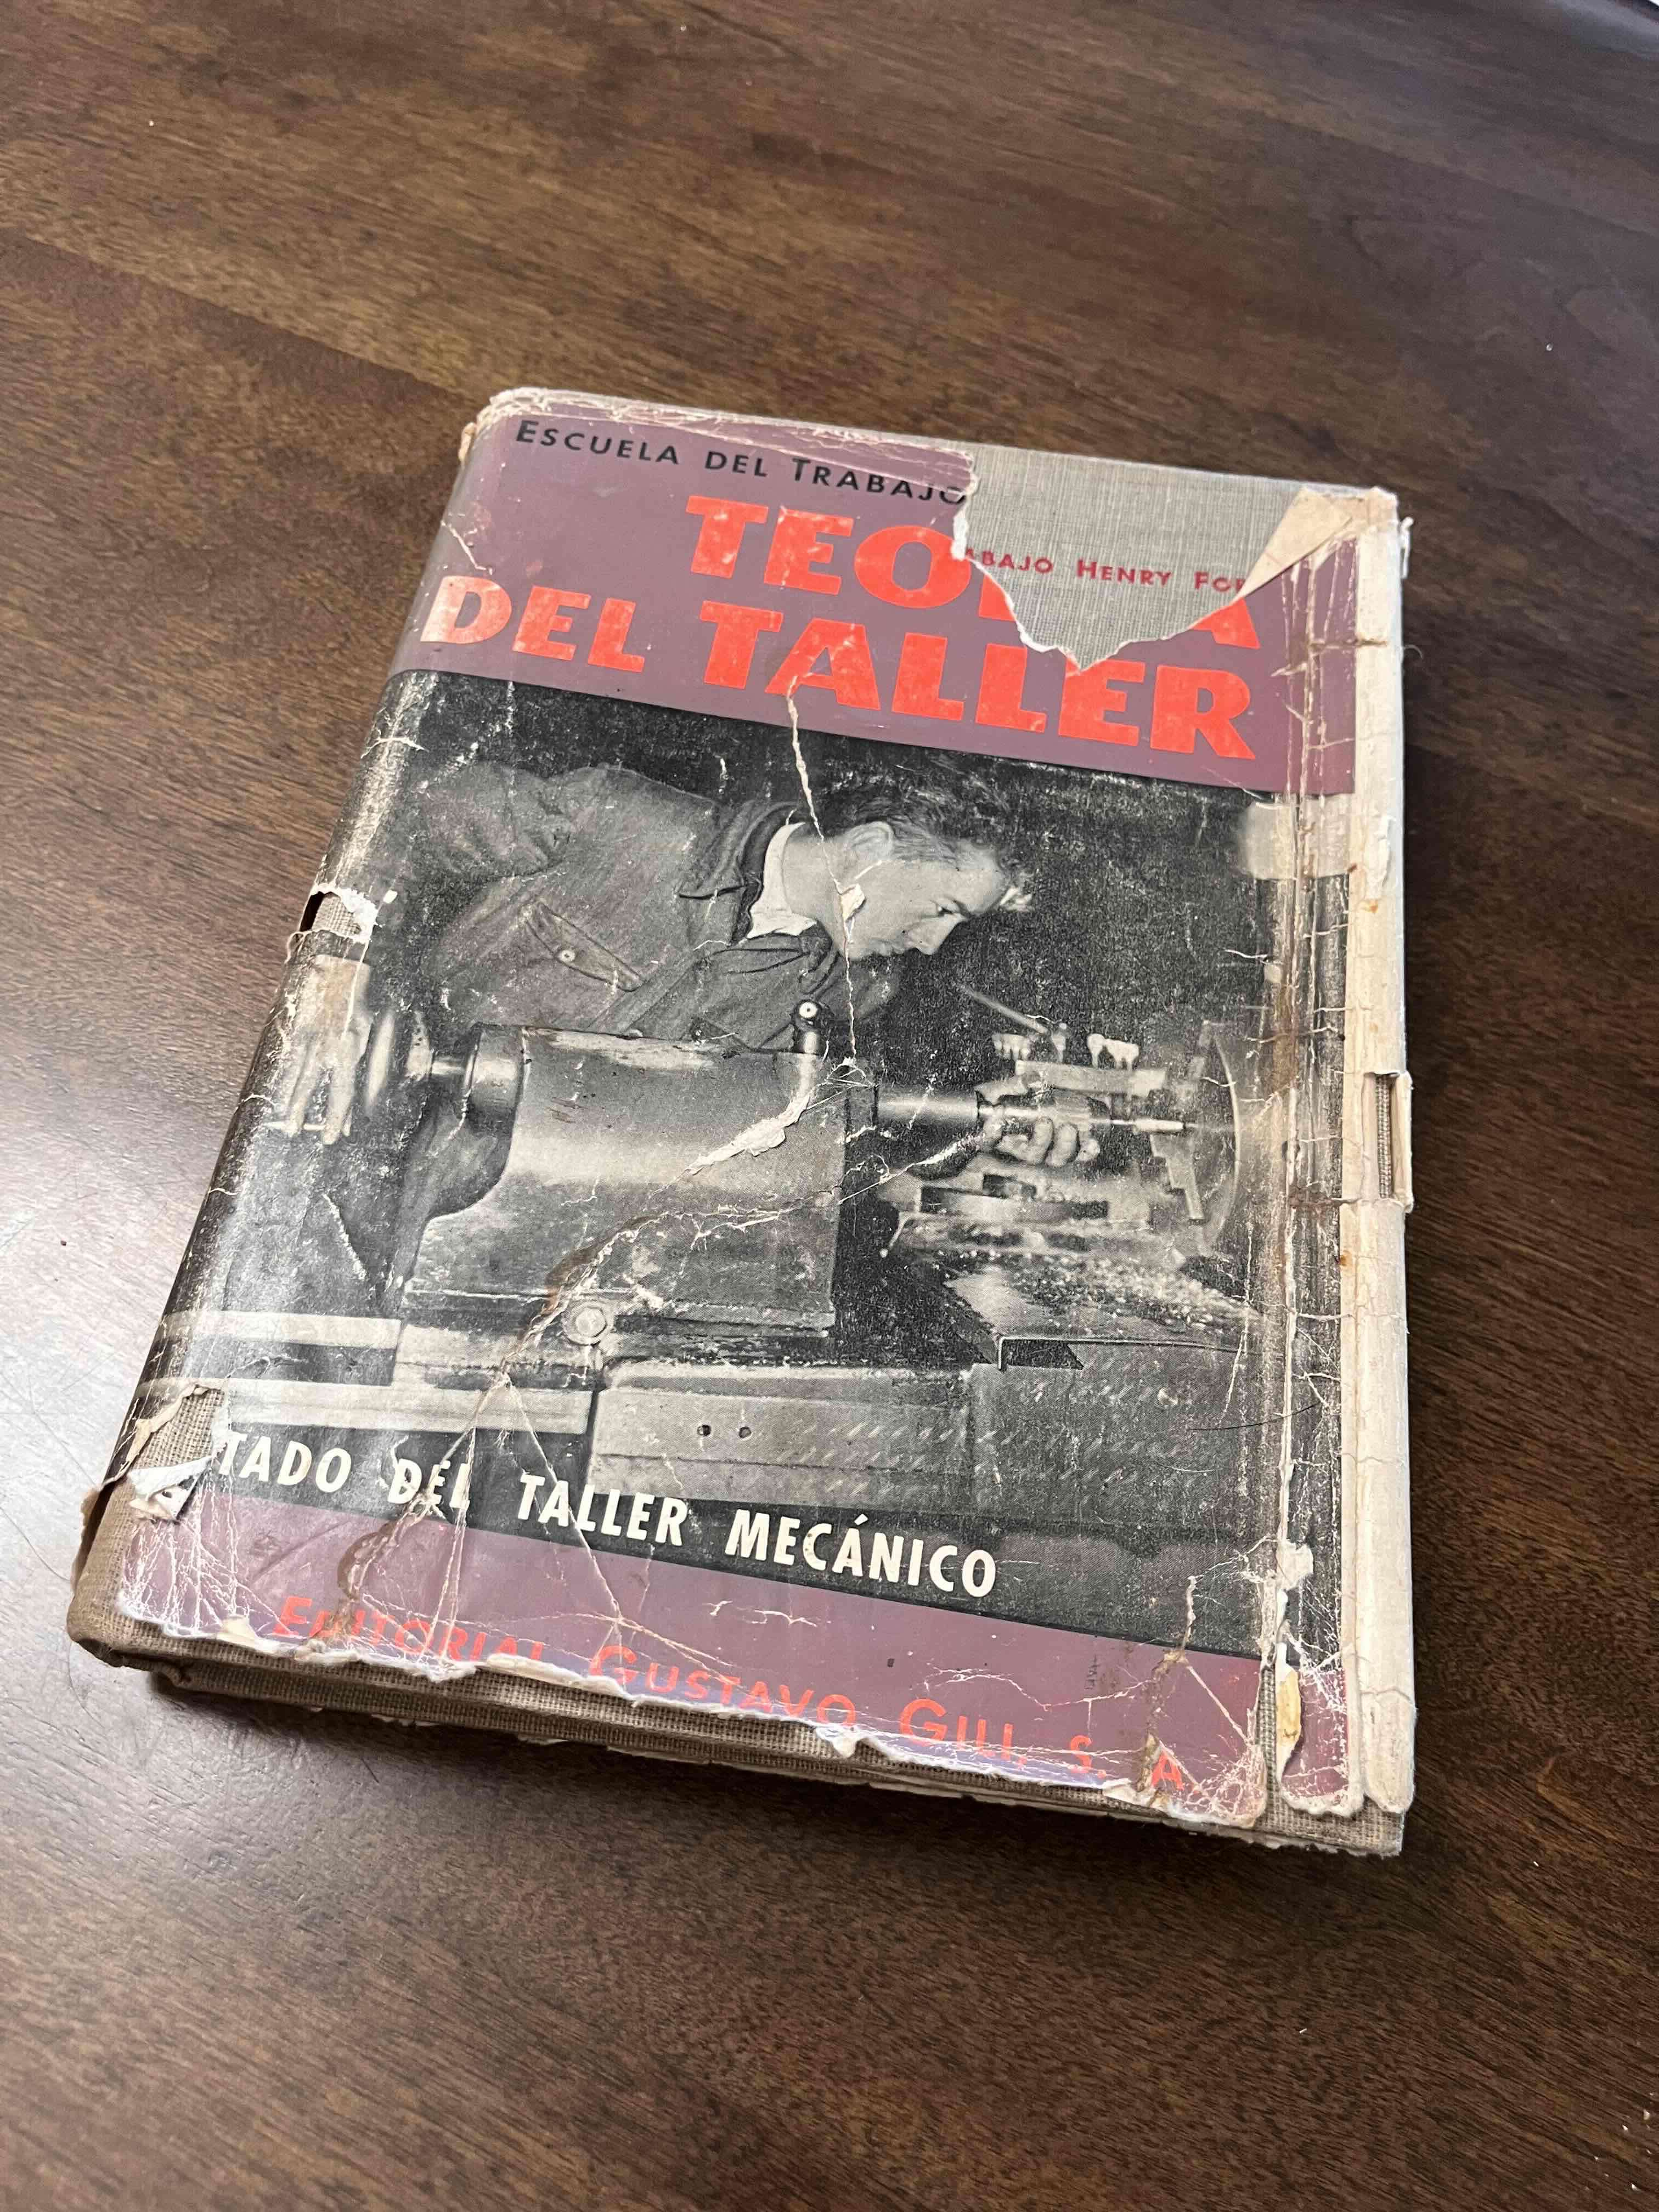 ESCUELA DEL TRABAJO
ABAJO HENRY FOR
TEO A
DEL TALLER
TADO DEL TALLER MECÁNICO
EDITORIAL GUSTAVO GILI, S. A